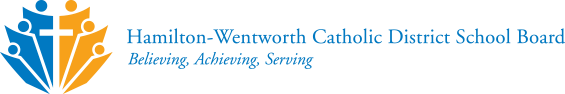 Hamilton-Wentworth Catholic District School Board
Believing, Achieving, Serving